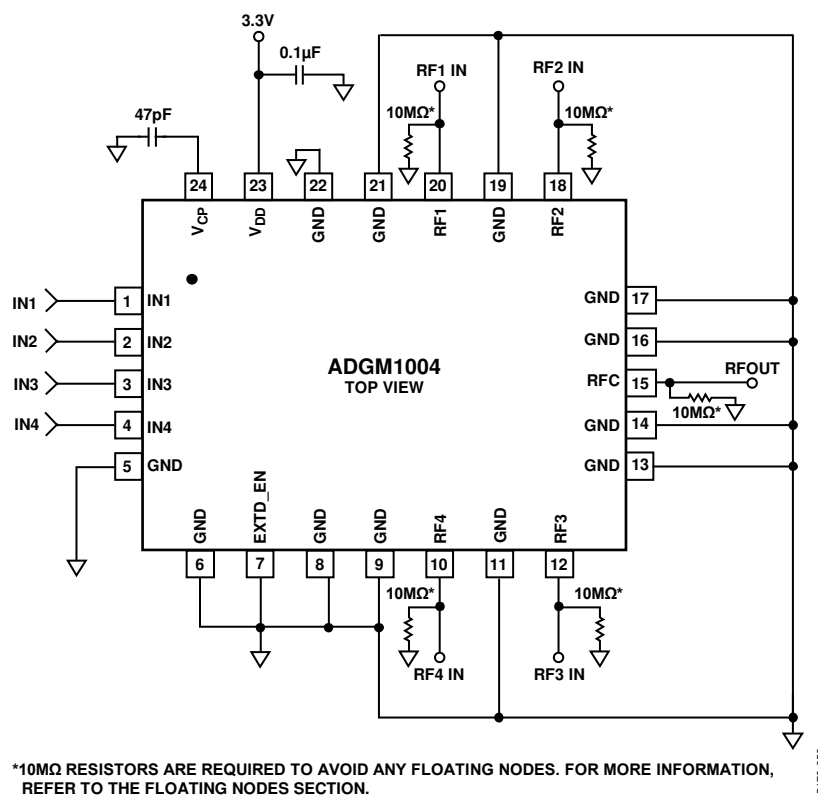 3.3V
0.1µF
47pF
RF1 IN
RF2 IN
10MΩ*
10MΩ*
24
23
22
21
20
19
18
VCP
VDD
GND
GND
RF1
GND
RF2
IN1
1
IN1
IN2
2
IN2
IN3
3
IN3
IN4
4
IN4
5
GND
ADGM1004
TOP VIEW
GND
17
GND
16
RFC
15
RFOUT
10MΩ*
GND
14
GND
13
GND
EXTD_EN
GND
GND
RF4
GND
RF3
6
7
8
9
10
11
12
10MΩ*
10MΩ*
RF4 IN
RF3 IN
*10MΩ RESISTORS ARE REQUIRED TO AVOID ANY FLOATING NODES. FOR MORE INFORMATION,
REFER TO THE FLOATING NODES SECTION.